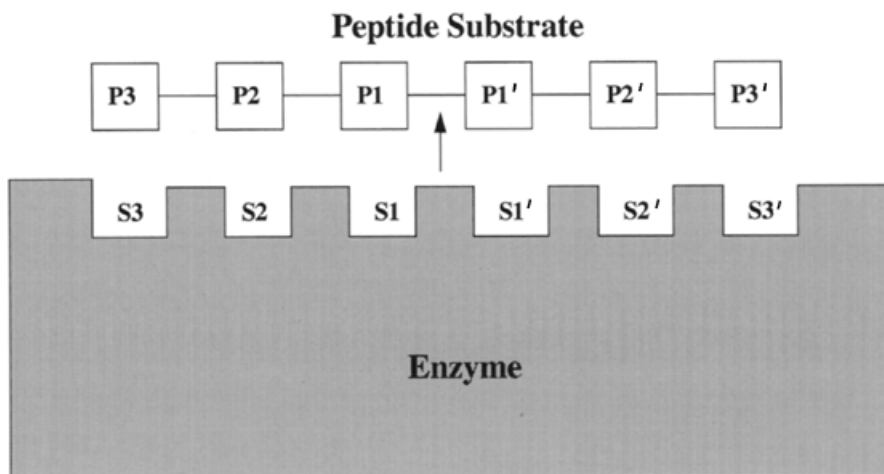 Peptide Substrate
P3 P2 P1 P1' P2' P3'
S3 S2 S1 S1' S2' S3'
Enzyme